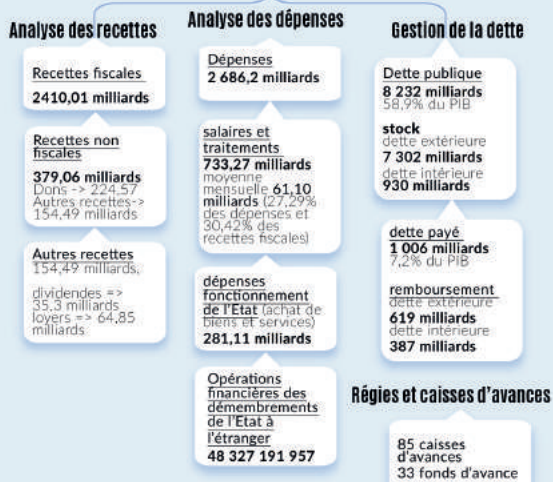 Analyse des recettes
Recettes fiscales
2410,01 milliards
Recettes non
fiscales
379,06 milliards
Dons -> 224,57
Autres recettes->
154,49 milliards
Autres recettes
154,49 milliards,
dividendes =>
35,3 milliards
loyers => 64,85
milliards
Analyse des dépenses
Dépenses
2 686,2 milliards
salaires et
traitements
733,27 milliards
moyenne
mensuelle 61,10
milliards (27,29%
des dépenses et
30,42% des
recettes fiscales)
dépenses
fonctionnement
de l'Etat (achat de
biens et services)
281,11 milliards
Opérations
financières des
démembrements
de l'Etat à
l'étranger
48 327 191 957
Gestion de la dette
Dette publique
8 232 milliards
58,9% du PIB
stock
dette extérieure
7 302 milliards
dette intérieure
930 milliards
dette payé
1 006 milliards
7,2% du PIB
remboursement
dette extérieure
619 milliards
dette intérieure
387 milliards
Régies et caisses d'avances
85 caisses
d'avances
33 fonds d'avance